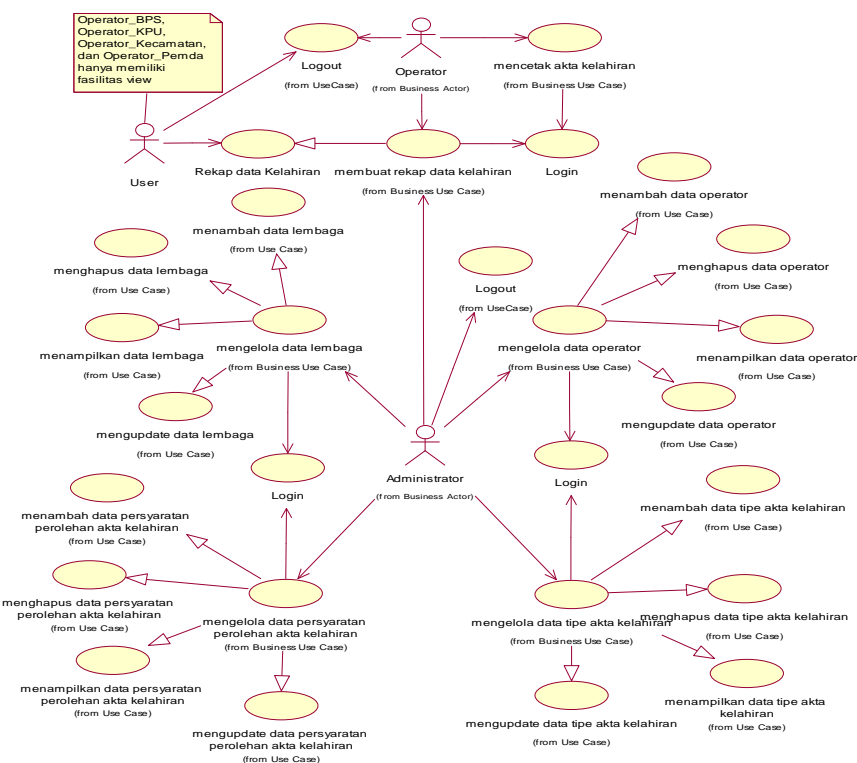 Operator_BPS,
Operator_KPU,
Operator_Kecamatan,
dan Operator_Pemda
hanya memiliki
fasilitas view
Logout
(from UseCase)
Operator
(from Business Actor)
mencetak akta kelahiran
(from Business Use Case)
User
Rekap data Kelahiran
membuat rekap data kelahiran
(from Business Use Case)
Login
menambah data operator
(from Use Case)
menambah data lembaga
(from Use Case)
menghapus data lembaga
(from Use Case)
Logout
(from UseCase)
menghapus data operator
(from Use Case)
menampilkan data lembaga
(from Use Case)
mengelola data lembaga
(from Business Use Case)
mengelola data operator
(from Business Use Case)
menampilkan data operator
(from Use Case)
mengupdate data lembaga
(from Use Case)
mengupdate data operator
(from Use Case)
Login
Administrator
(from Business Actor)
Login
menambah data persyaratan
perolehan akta kelahiran
(from Use Case)
menambah data tipe akta kelahiran
(from Use Case)
menghapus data persyaratan
perolehan akta kelahiran
(from Use Case)
mengelola data persyaratan
perolehan akta kelahiran
(from Business Use Case)
mengelola data tipe akta kelahiran
(from Business Use Case)
menghapus data tipe akta kelahiran
(from Use Case)
menampilkan data persyaratan
perolehan akta kelahiran
(from Use Case)
mengupdate data persyaratan
perolehan akta kelahiran
(from Use Case)
mengupdate data tipe akta kelahiran
(from Use Case)
menampilkan data tipe akta
kelahiran
(from Use Case)